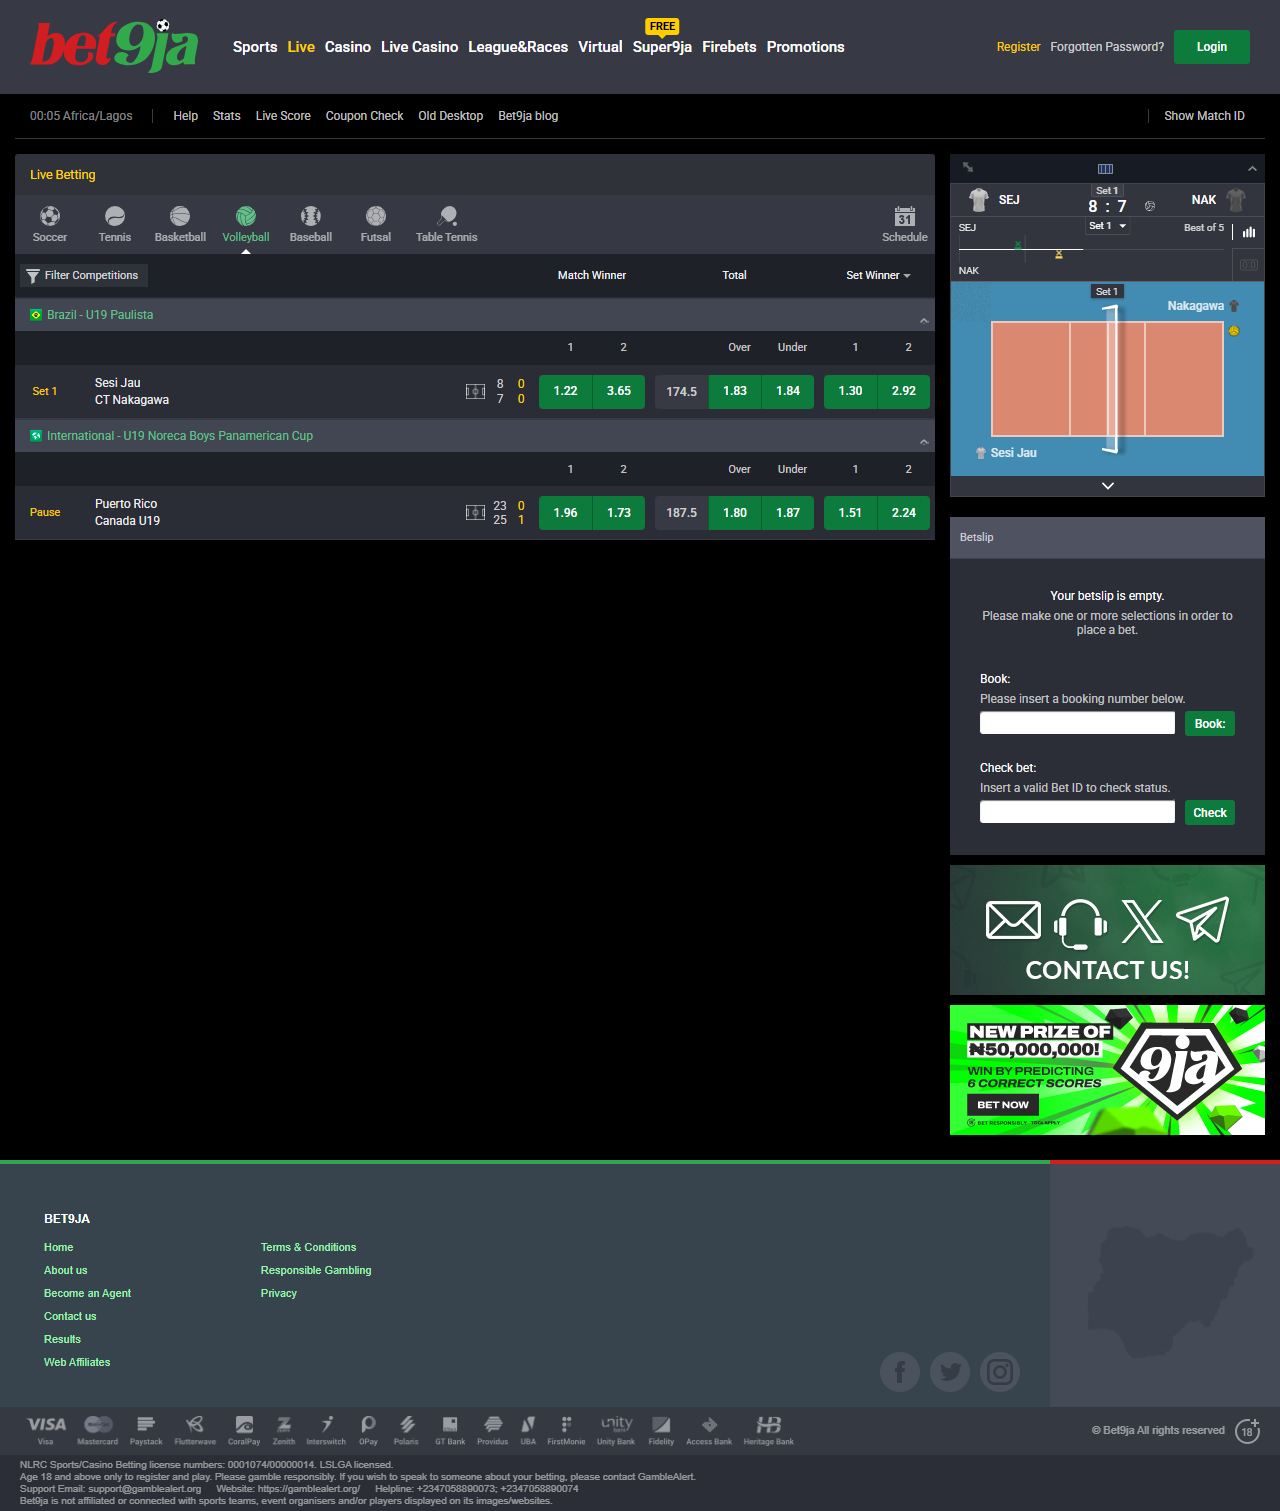 bet9ja
FREE
Sports Live Casino Live Casino League&Races Virtual Super9ja Firebets Promotions
Register Forgotten Password? Login
00:05 Africa/Lagos Help Stats Live Score Coupon Check Old Desktop Bet9ja blog Show Match ID
Live Betting
Soccer Tennis Basketball Volleyball Baseball Futsal Table Tennis
31
Schedule
Filter Competitions Match Winner Total Set Winner
Brazil - U19 Paulista
1 2 Over Under 1 2
Set 1
Sesi Jau 8 0
CT Nakagawa 7 0
1.22 3.65 174.5 1.83 1.84 1.30 2.92
International - U19 Noreca Boys Panamerican Cup
1 2 Over Under 1 2
Pause
Puerto Rico 23 0
Canada U19 25 1
1.96 1.73 187.5 1.80 1.87 1.51 2.24
Set 1
SEJ 8 : 7 NAK
SEJ Set 1 Best of 5
NAK
Set 1
Nakagawa
Sesi Jau
Betslip
Your betslip is empty.
Please make one or more selections in order to
place a bet.
Book:
Please insert a booking number below.
Book:
Check bet:
Insert a valid Bet ID to check status.
Check
CONTACT US!
NEW PRIZE OF
₦50,000,000!
WIN BY PREDICTING
6 CORRECT SCORES
BET NOW
BET RESPONSIBLY. T&Cs APPLY
9ja
BET9JA
Home Terms & Conditions
About us Responsible Gambling
Become an Agent Privacy
Contact us
Results
Web Affiliates
VISA
unity
HB
Visa Mastercard Paystack Flutterwave CoralPay Zenith Interswitch OPay Polaris GT Bank Providus UBA FirstMonie Unity Bank Fidelity Access Bank Heritage Bank
© Bet9ja All rights reserved 18+
NLRC Sports/Casino Betting license numbers: 0001074/00000014. LSLGA licensed.
Age 18 and above only to register and play. Please gamble responsibly. If you wish to speak to someone about your betting, please contact GambleAlert.
Support Email: support@gamblealert.org Website: https://gamblealert.org/ Helpline: +2347058890073; +2347058890074
Bet9ja is not affiliated or connected with sports teams, event organisers and/or players displayed on its images/websites.